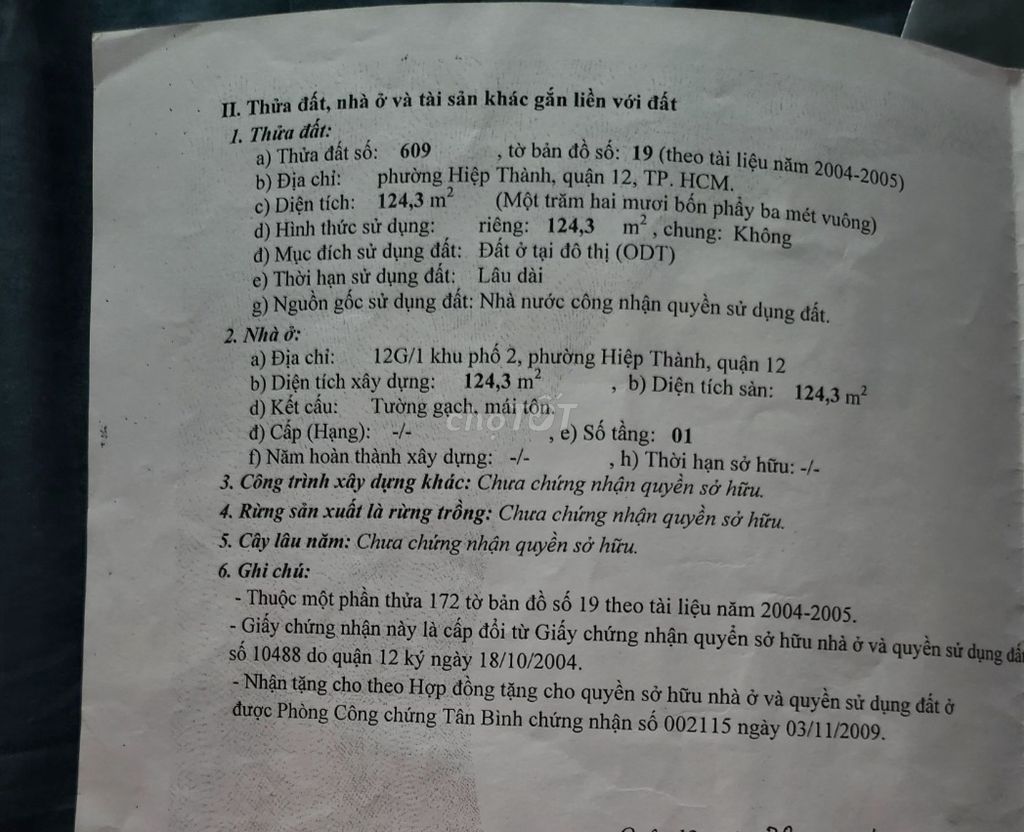 II. Thửa đất, nhà ở và tài sản khác gắn liền với đất
1. Thửa đất:
a) Thửa đất số: 609 , tờ bản đồ số: 19 (theo tài liệu năm 2004-2005)
b) Địa chỉ: phường Hiệp Thành, quận 12, TP. HCM.
c) Diện tích: 124,3 m² (Một trăm hai mươi bốn phẩy ba mét vuông)
d) Hình thức sử dụng: riêng: 124,3 m², chung: Không
đ) Mục đích sử dụng đất: Đất ở tại đô thị (ODT)
e) Thời hạn sử dụng đất: Lâu dài
g) Nguồn gốc sử dụng đất: Nhà nước công nhận quyền sử dụng đất.
2. Nhà ở:
a) Địa chỉ: 12G/1 khu phố 2, phường Hiệp Thành, quận 12
b) Diện tích xây dựng: 124,3 m² , b) Diện tích sàn: 124,3 m²
d) Kết cấu: Tường gạch, mái tôn.
chợTỐT
đ) Cấp (Hạng): -/- , e) Số tầng: 01
f) Năm hoàn thành xây dựng: -/- , h) Thời hạn sở hữu: -/-
3. Công trình xây dựng khác: Chưa chứng nhận quyền sở hữu.
4. Rừng sản xuất là rừng trồng: Chưa chứng nhận quyền sở hữu.
5. Cây lâu năm: Chưa chứng nhận quyền sở hữu.
6. Ghi chú:
- Thuộc một phần thửa 172 tờ bản đồ số 19 theo tài liệu năm 2004-2005.
- Giấy chứng nhận này là cấp đổi từ Giấy chứng nhận quyền sở hữu nhà ở và quyền sử dụng đất
số 10488 do quận 12 ký ngày 18/10/2004.
- Nhận tặng cho theo Hợp đồng tặng cho quyền sở hữu nhà ở và quyền sử dụng đất ở
được Phòng Công chứng Tân Bình chứng nhận số 002115 ngày 03/11/2009.